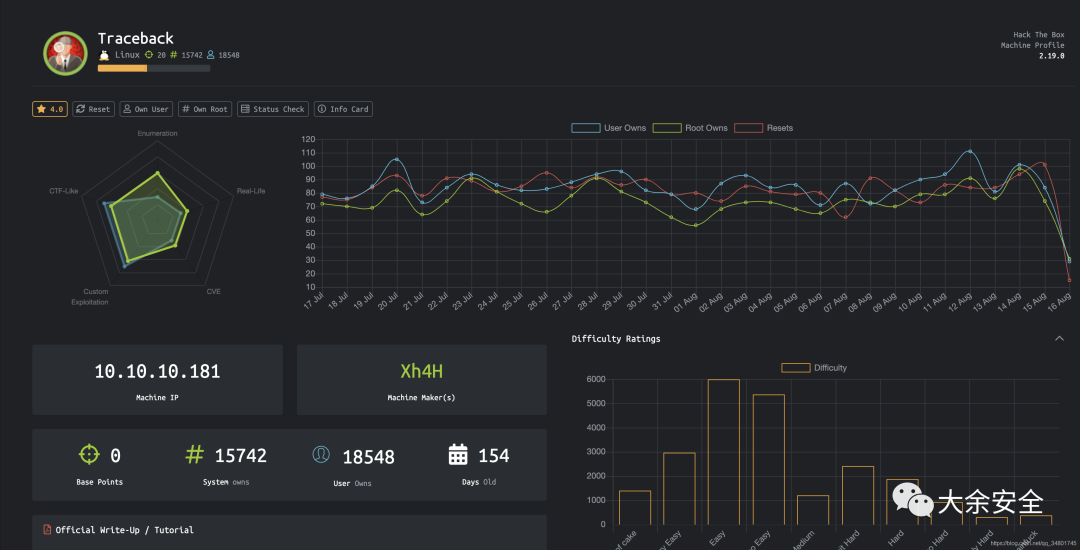 Traceback
Linux 20 # 15742 18548
Hack The Box
Machine Profile
2.19.0
4.0 Reset Own User # Own Root Status Check Info Card
Enumeration
CTF-Like
Real-Life
Custom
Exploitation
CVE
User Owns Root Owns Resets
120
110
100
90
80
70
60
50
40
30
20
10
17 Jul 18 Jul 19 Jul 20 Jul 21 Jul 22 Jul 23 Jul 24 Jul 25 Jul 26 Jul 27 Jul 28 Jul 29 Jul 30 Jul 31 Jul 01 Aug 02 Aug 03 Aug 04 Aug 05 Aug 06 Aug 07 Aug 08 Aug 09 Aug 10 Aug 11 Aug 12 Aug 13 Aug 14 Aug 15 Aug 16 Aug
10.10.10.181
Machine IP
Xh4H
Machine Maker(s)
0
Base Points
# 15742
System owns
18548
User Owns
154
Days Old
Official Write-Up / Tutorial
Difficulty Ratings
Difficulty
6000
5000
4000
3000
2000
1000
0
cake Easy Easy Easy Medium Hard Hard Hard Hard
大余安全